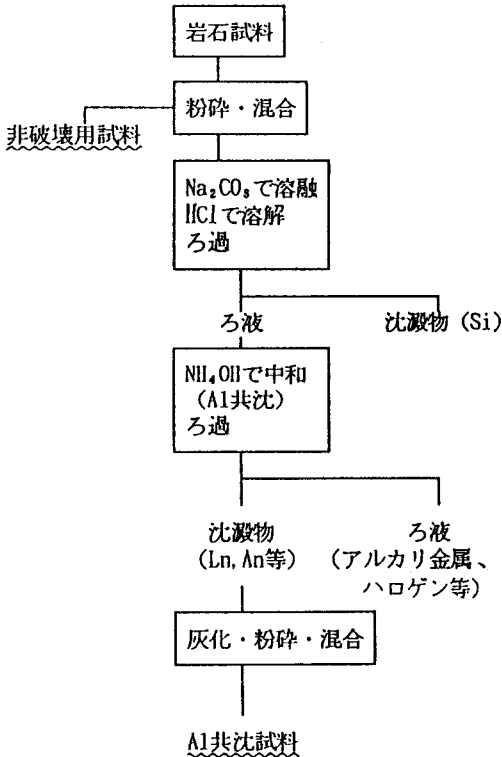 岩石試料
粉砕・混合
非破壊用試料
Na₂CO₃で溶融
HClで溶解
ろ過
ろ液
沈澱物 (Si)
NH₄OHで中和
(Al共沈)
ろ過
沈澱物
(Ln,An等)
ろ液
(アルカリ金属、
ハロゲン等)
灰化・粉砕・混合
Al共沈試料